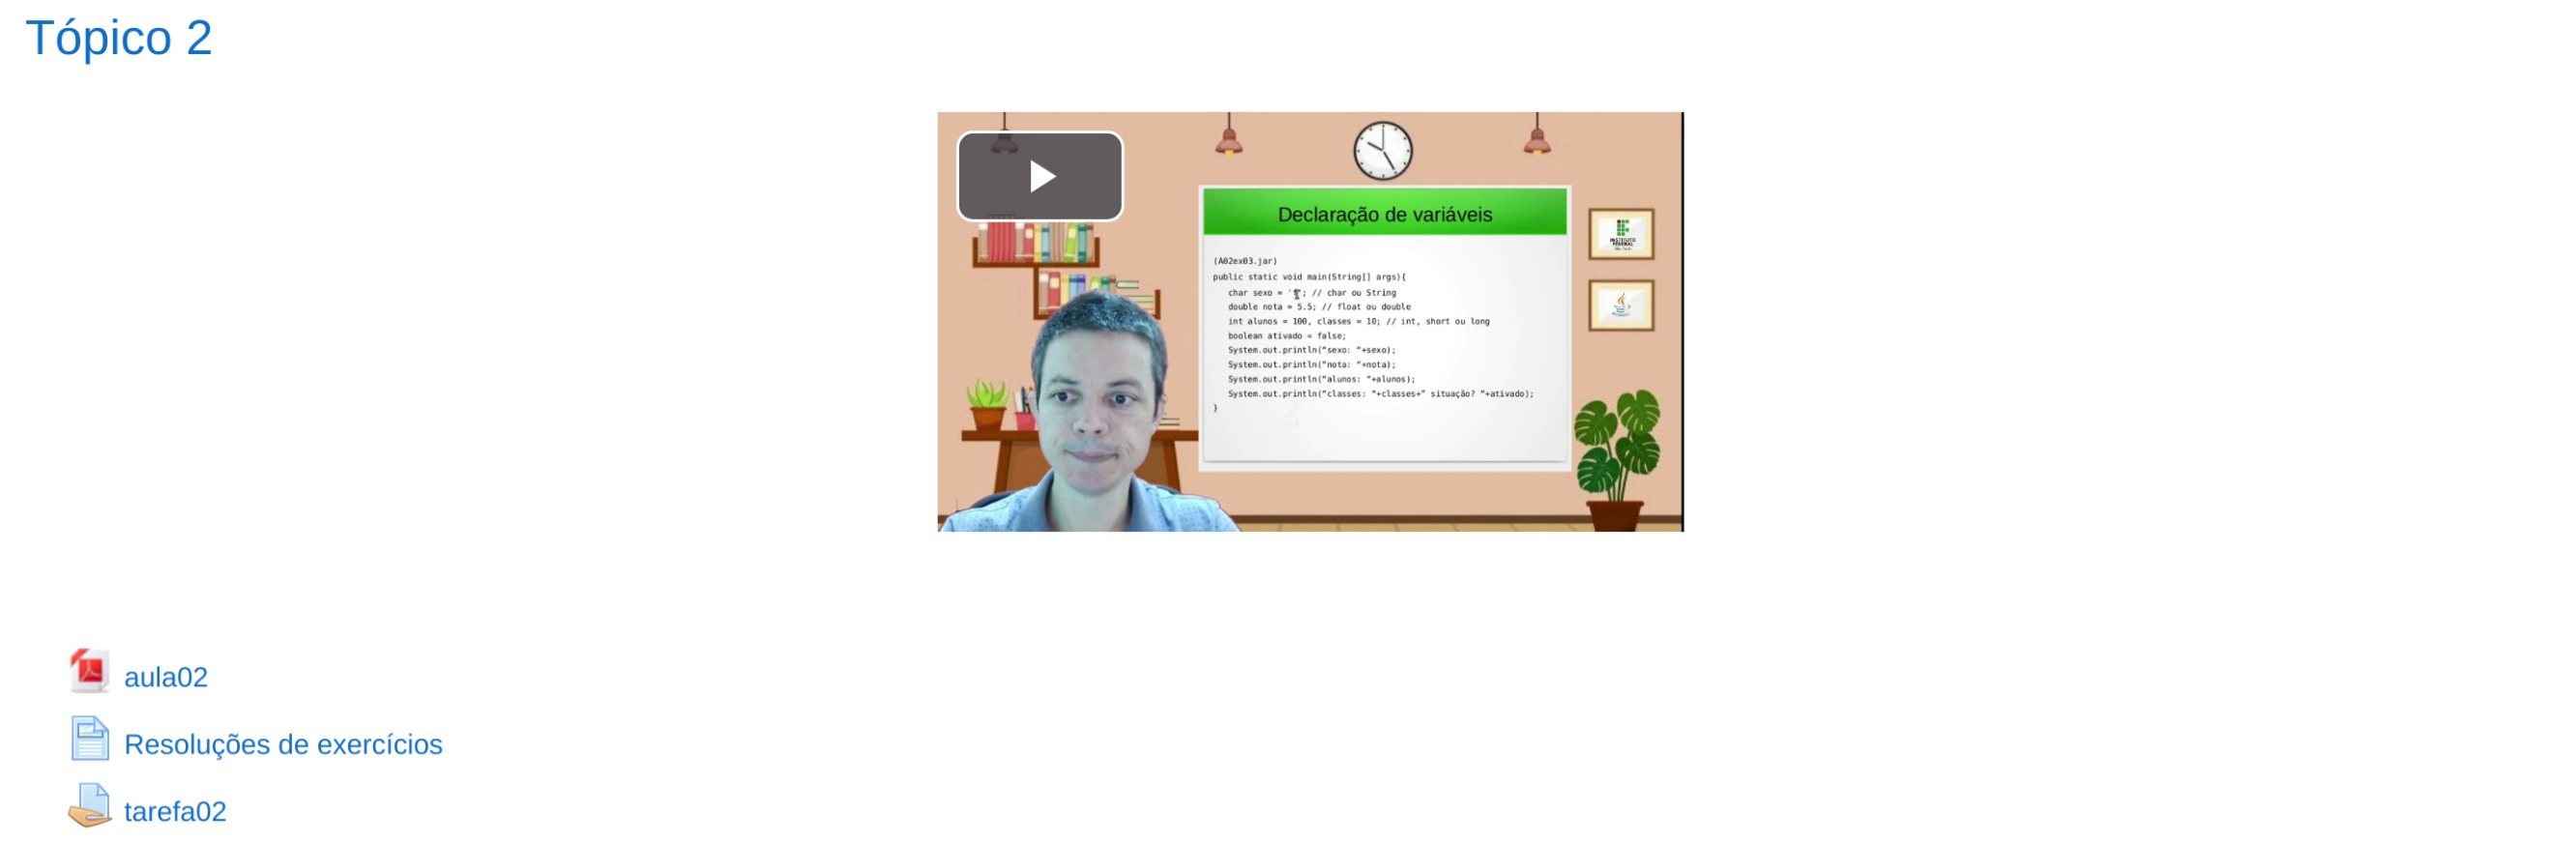 Tópico 2
Declaração de variáveis
(A02ex03.jar)
public static void main(String[] args){
char sexo = '    '; // char ou String
double nota = 5.5; // float ou double
int alunos = 100, classes = 10; // int, short ou long
boolean ativado = false;
System.out.println("sexo: "+sexo);
System.out.println("nota: "+nota);
System.out.println("alunos: "+alunos);
System.out.println("classes: "+classes+" situação? "+ativado);
}
INSTITUTO
FEDERAL
aula02
Resoluções de exercícios
tarefa02